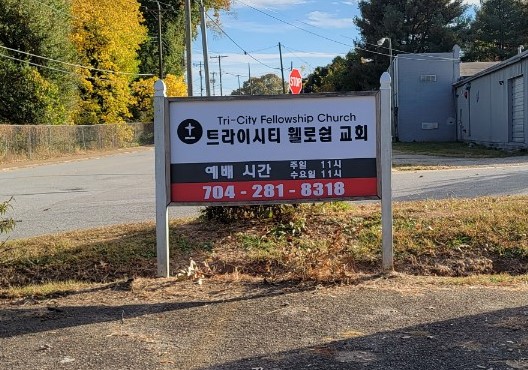 STOP
Tri-City Fellowship Church
트라이시티 펠로쉽 교회
예배 시간
주일 11시
수요일 11시
704 - 281 - 8318